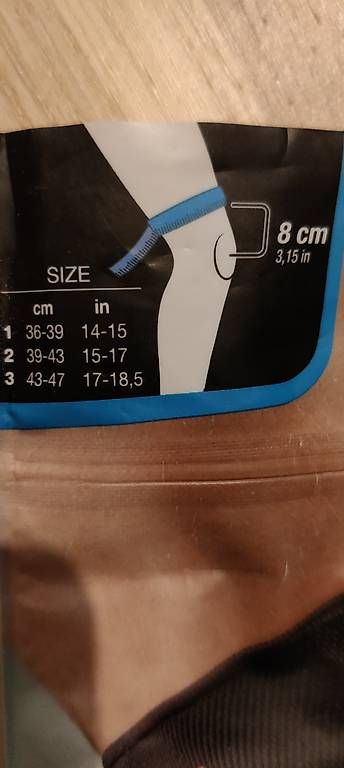 8 cm
3,15 in
SIZE
cm in
1 36-39 14-15
2 39-43 15-17
3 43-47 17-18,5